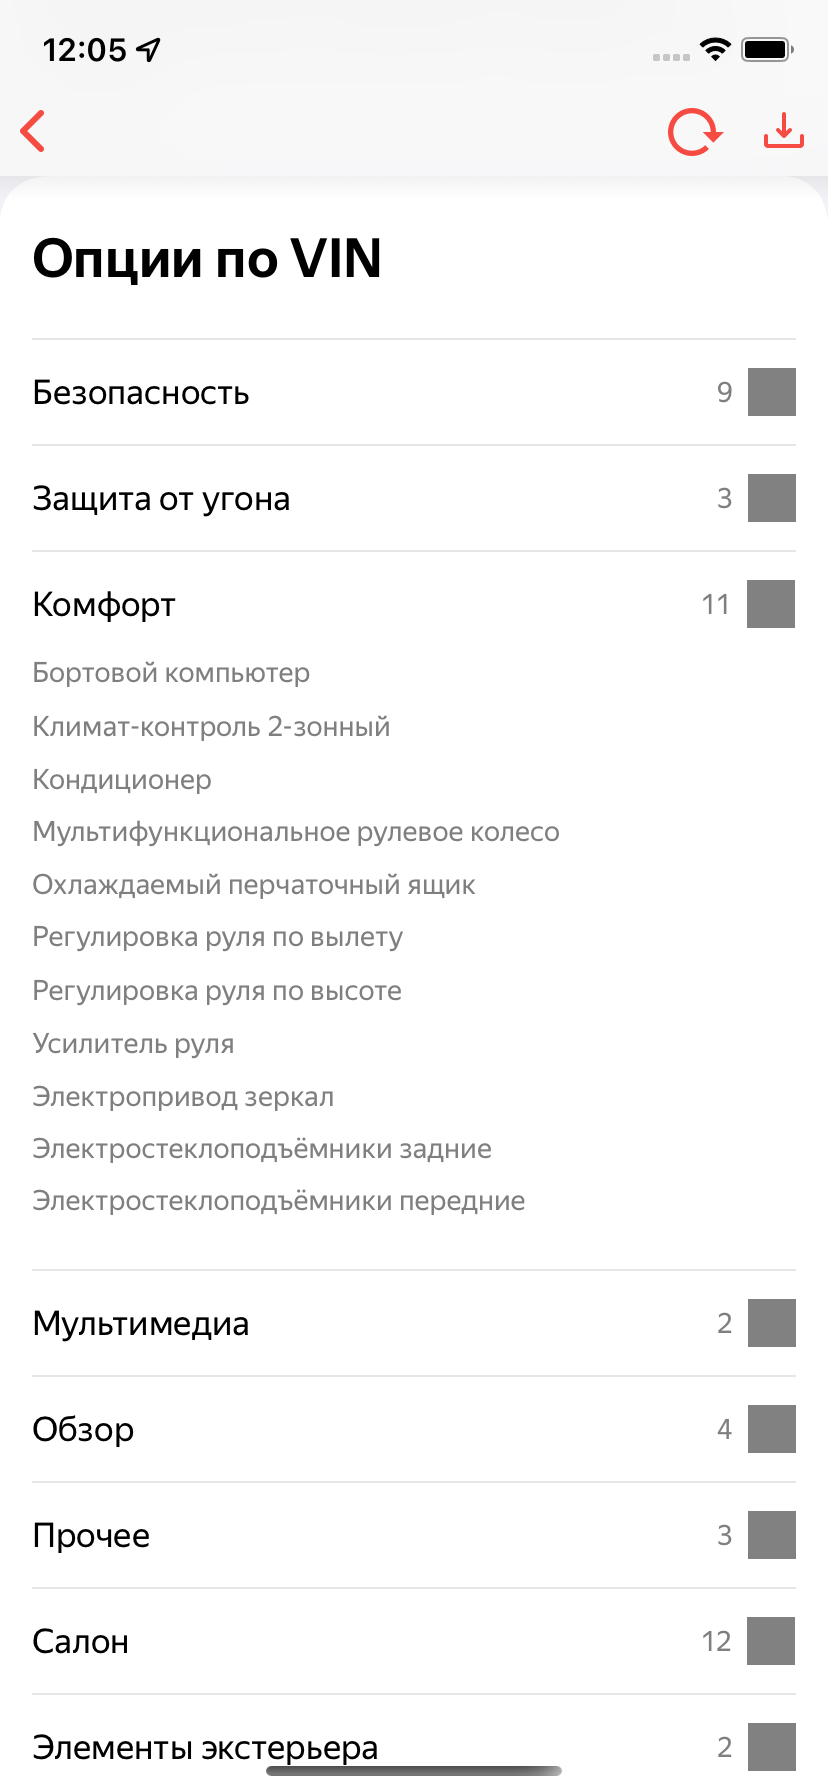 12:05
Опции по VIN
Безопасность 9
Защита от угона 3
Комфорт 11
Бортовой компьютер
Климат-контроль 2-зонный
Кондиционер
Мультифункциональное рулевое колесо
Охлаждаемый перчаточный ящик
Регулировка руля по вылету
Регулировка руля по высоте
Усилитель руля
Электропривод зеркал
Электростеклоподъёмники задние
Электростеклоподъёмники передние
Мультимедиа 2
Обзор 4
Прочее 3
Салон 12
Элементы экстерьера 2